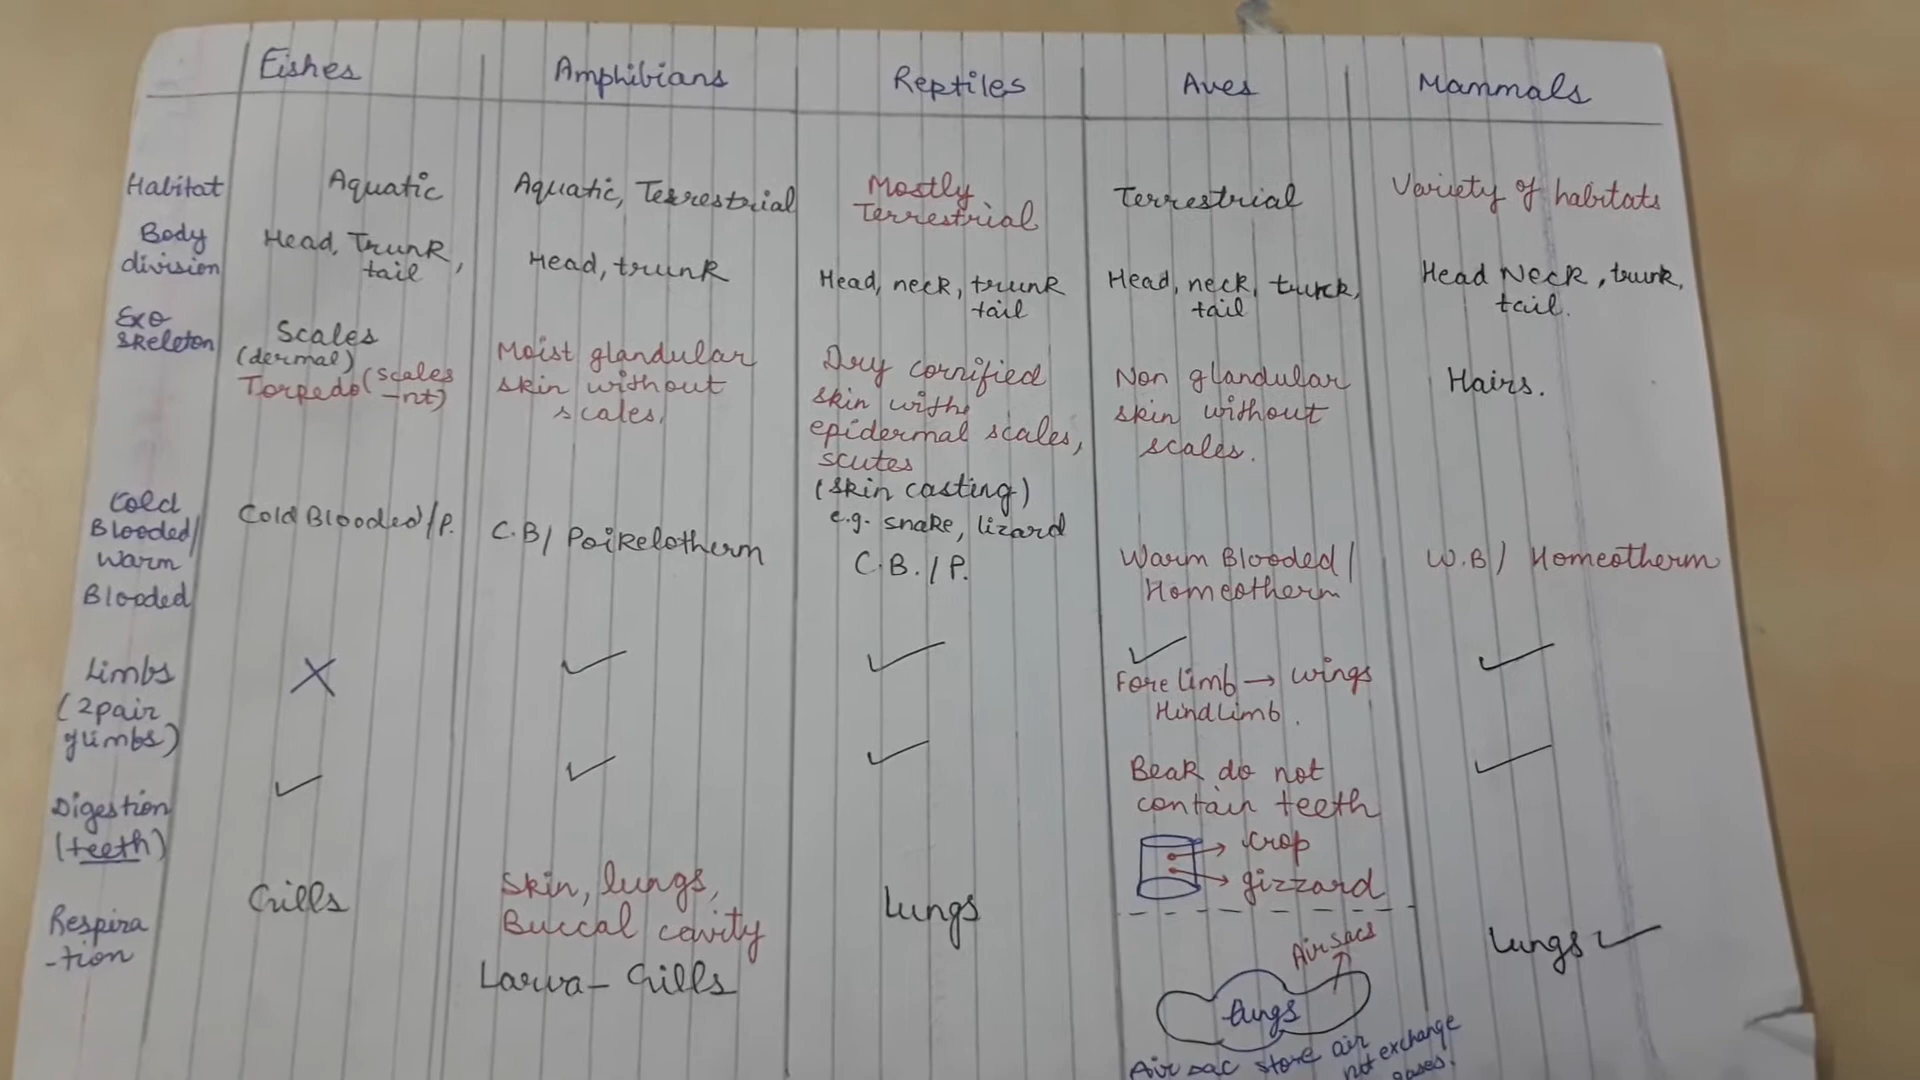 Fishes Amphibians Reptiles Aves Mammals
Habitat Aquatic Aquatic, Terrestrial Mostly Terrestrial Terrestrial Variety of habitats
Body division
Head, Trunk, tail
Head, trunk
Head, neck, trunk tail
Head, neck, turck, tail
Head Neck, trunk, tail.
Exo skeleton
Scales
(dermal)
Torpedo (scales -nt)
Moist glandular
skin without
scales.
Dry cornified
skin with
epidermal scales,
scutes
(skin casting)
e.g. snake, lizard
Non glandular
skin without
scales.
Hairs.
Cold
Blooded/
Warm
Blooded
Cold Blooded/P.
C.B/ Poikelotherm
C.B./P.
Warm Blooded/
Homeotherm
W.B/ Homeotherm
Limbs
(2pair
of limbs)
X ✓ ✓ ✓ ✓
Fore limb → wings
Hind limb.
Digestion
(teeth)
✓ ✓ ✓ ✓
Beak do not
contain teeth
crop
gizzard
Respira
-tion
Gills
Skin, lungs,
Buccal cavity
Larva - Gills
Lungs
Air sacs
lungs
Air sac store air
not exchange
gases.
Lungs ✓